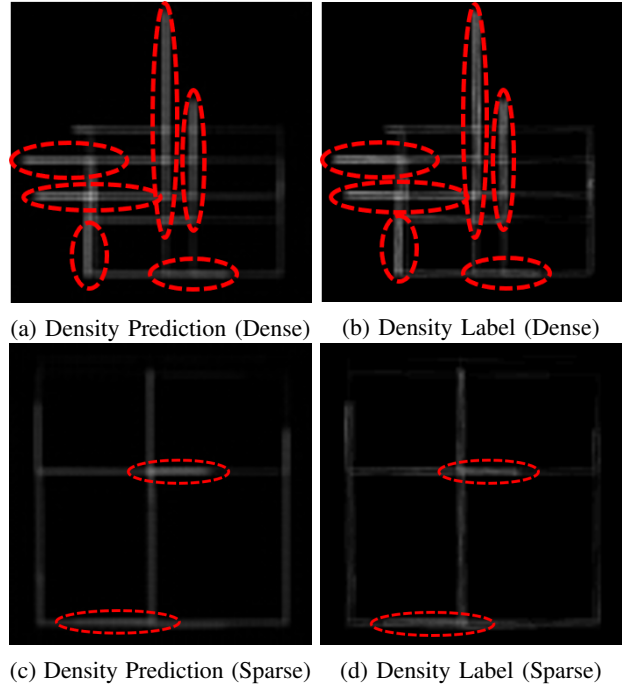 (a) Density Prediction (Dense)
(b) Density Label (Dense)
(c) Density Prediction (Sparse)
(d) Density Label (Sparse)